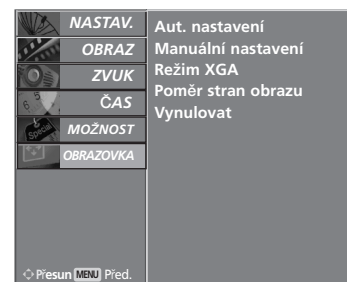 NASTAV.
OBRAZ
ZVUK
ČAS
Special
MOŽNOST
OBRAZOVKA
Aut. nastavení
Manuální nastavení
Režim XGA
Poměr stran obrazu
Vynulovat
Přesun MENU Před.